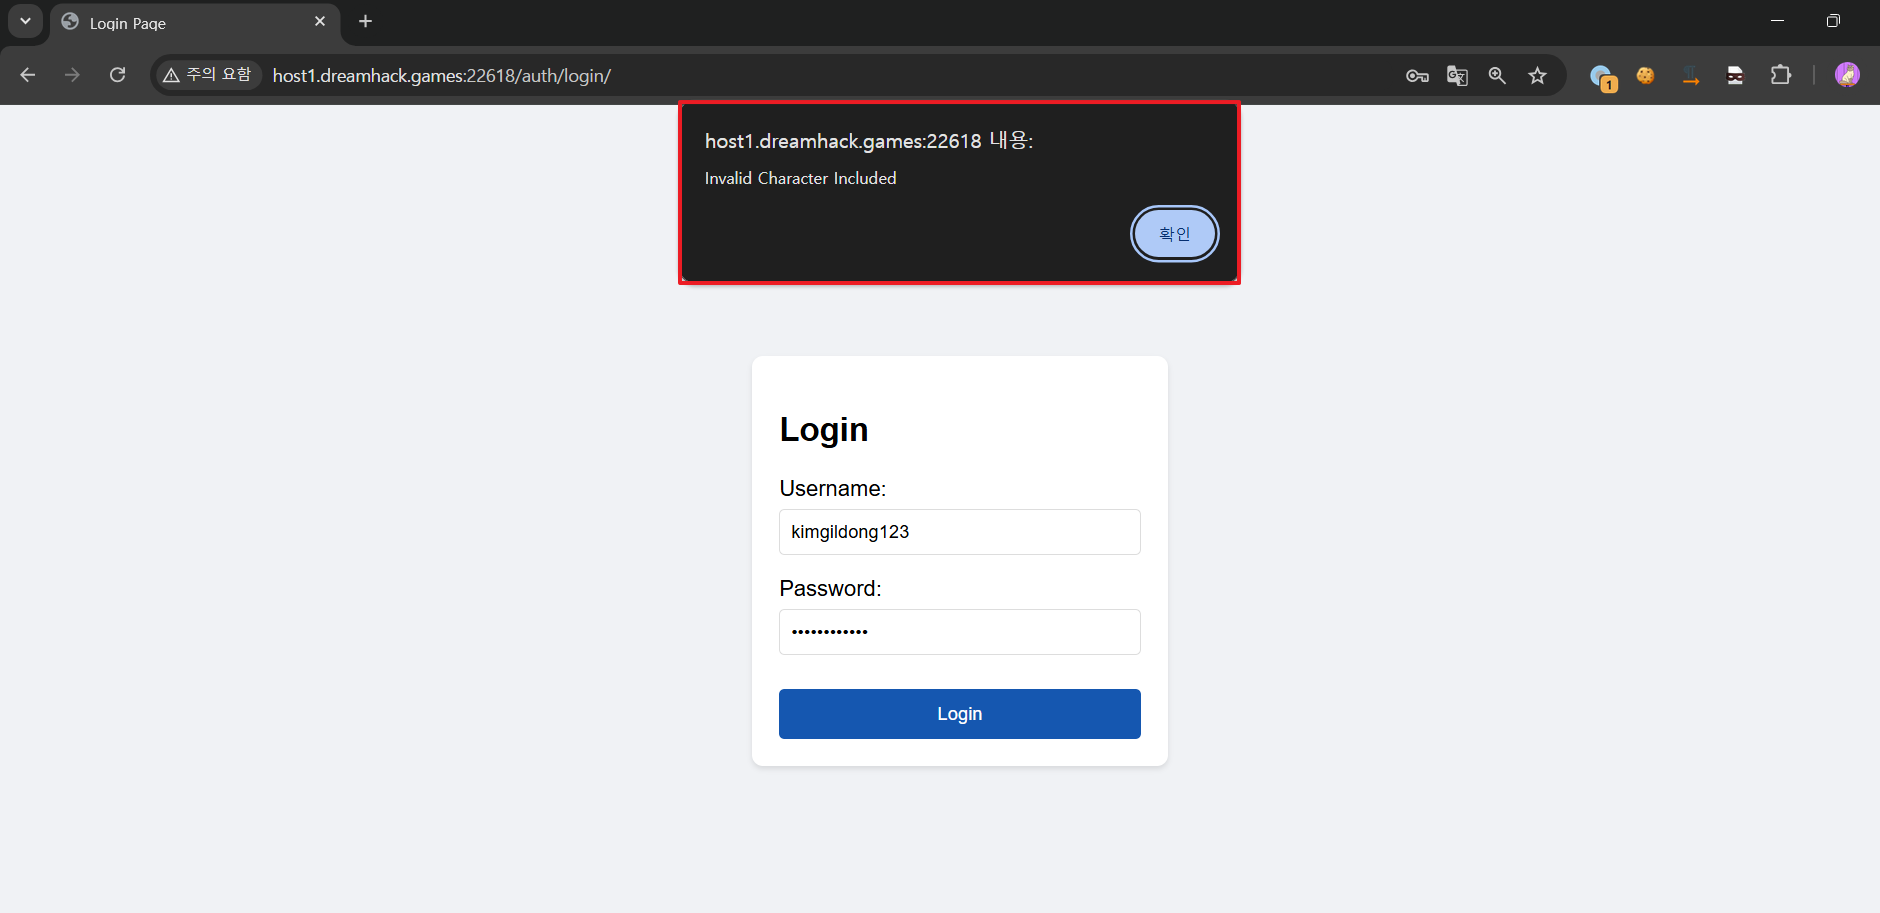 Login Page
주의 요함 host1.dreamhack.games:22618/auth/login/
1
host1.dreamhack.games:22618 내용:
Invalid Character Included
확인
Login
Username:
kimgildong123
Password:
••••••••••••
Login